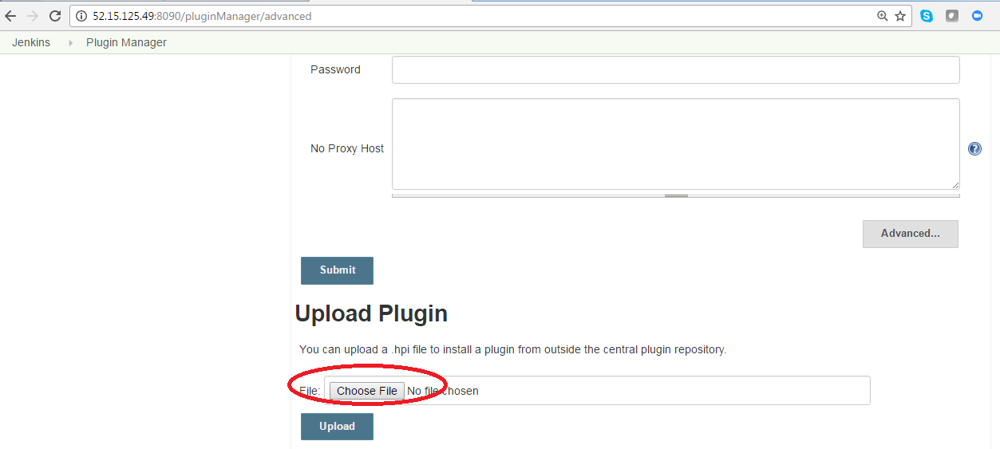 52.15.125.49:8090/pluginManager/advanced
Jenkins Plugin Manager
Password
No Proxy Host
Advanced...
Submit
Upload Plugin
You can upload a .hpi file to install a plugin from outside the central plugin repository.
File: Choose File No file chosen
Upload